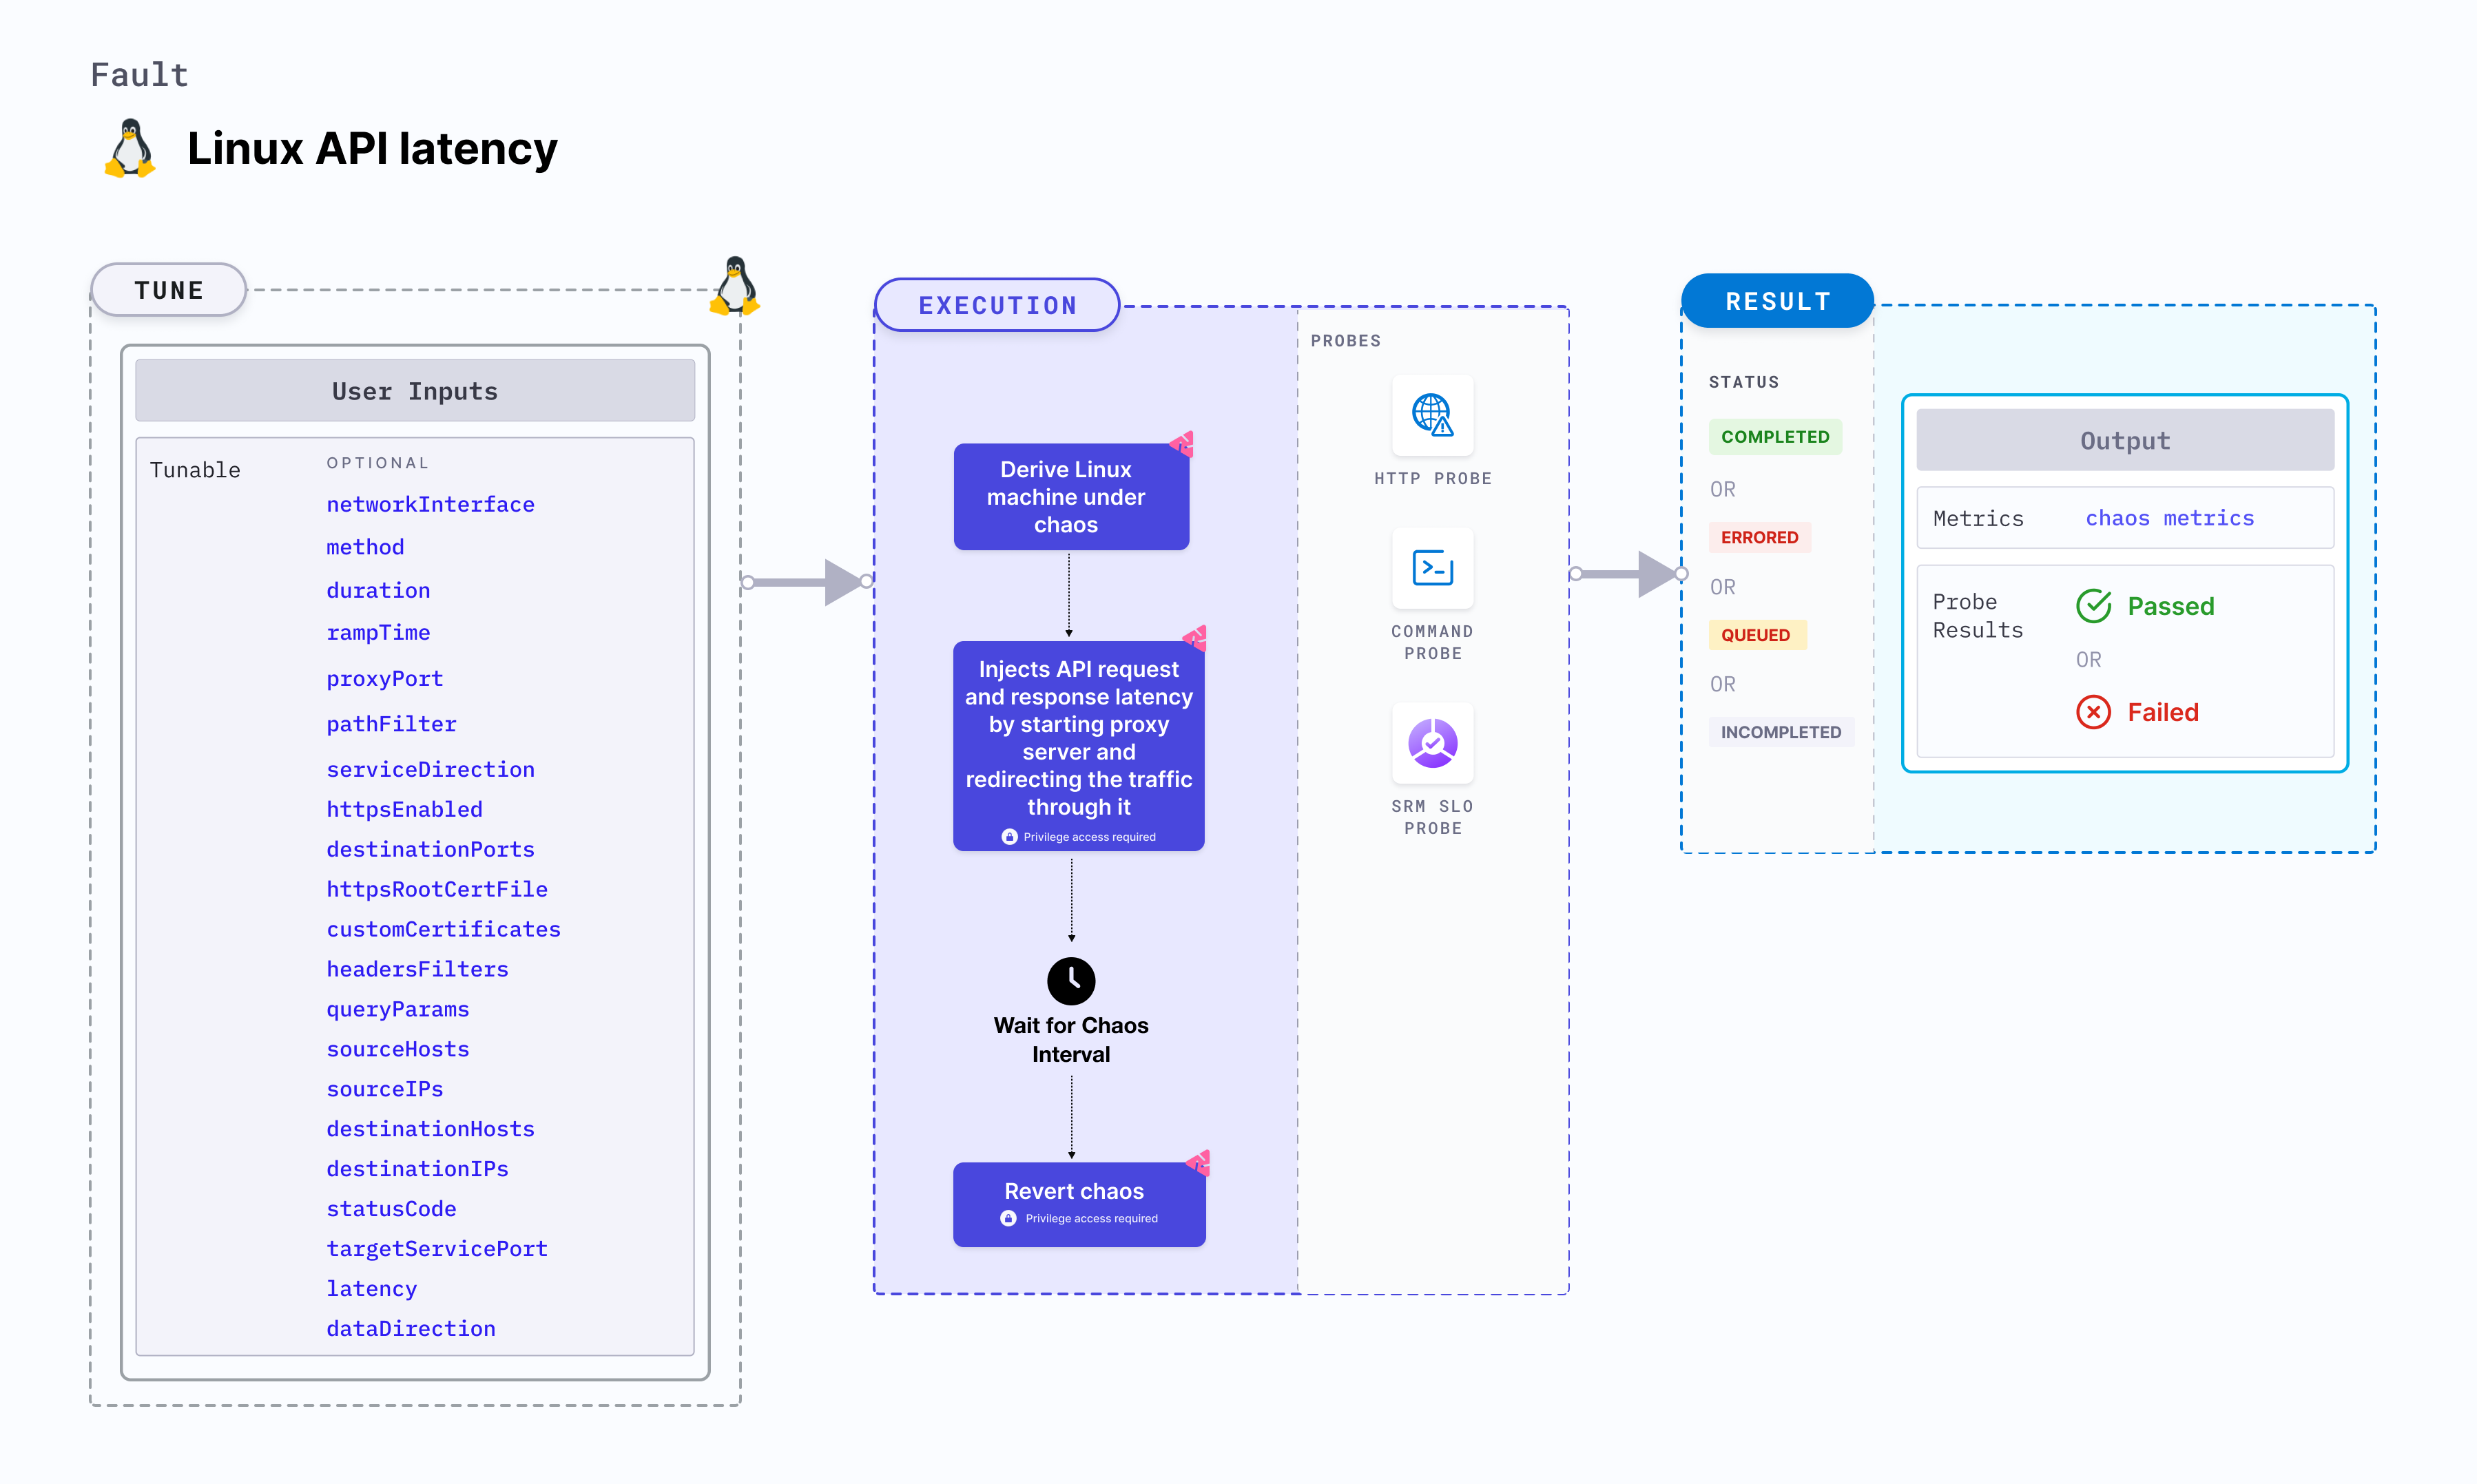 Fault
Linux API latency
TUNE
User Inputs
Tunable
OPTIONAL
networkInterface
method
duration
rampTime
proxyPort
pathFilter
serviceDirection
httpsEnabled
destinationPorts
httpsRootCertFile
customCertificates
headersFilters
queryParams
sourceHosts
sourceIPs
destinationHosts
destinationIPs
statusCode
targetServicePort
latency
dataDirection
EXECUTION
Derive Linux
machine under
chaos
Injects API request
and response latency
by starting proxy
server and
redirecting the traffic
through it
Privilege access required
Wait for Chaos
Interval
Revert chaos
Privilege access required
PROBES
HTTP PROBE
COMMAND
PROBE
SRM SLO
PROBE
RESULT
STATUS
COMPLETED
OR
ERRORED
OR
QUEUED
OR
INCOMPLETED
Output
Metrics
chaos metrics
Probe
Results
Passed
OR
Failed